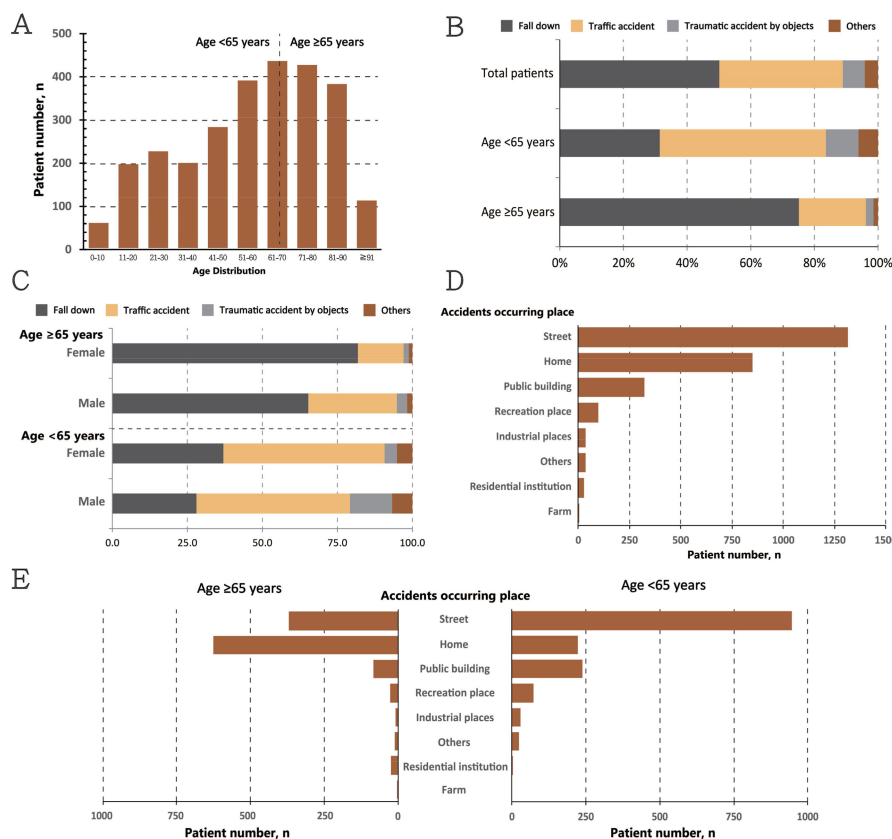 A
Age <65 years
Age ≥65 years
Patient number, n
500
400
300
200
100
0
0-10 11-20 21-30 31-40 41-50 51-60 61-70 71-80 81-90 ≥91
Age Distribution
B
Fall down Traffic accident Traumatic accident by objects Others
Total patients
Age <65 years
Age ≥65 years
0% 20% 40% 60% 80% 100%
C
Fall down Traffic accident Traumatic accident by objects Others
Age ≥65 years
Female
Male
Age <65 years
Female
Male
0.0 25.0 50.0 75.0 100.0
D
Accidents occurring place
Street
Home
Public building
Recreation place
Industrial places
Others
Residential institution
Farm
0 250 500 750 1000 1250 150
Patient number, n
E
Age ≥65 years
Accidents occurring place
Age <65 years
Street
Home
Public building
Recreation place
Industrial places
Others
Residential institution
Farm
1000 750 500 250 0
0 250 500 750 1000
Patient number, n
Patient number, n